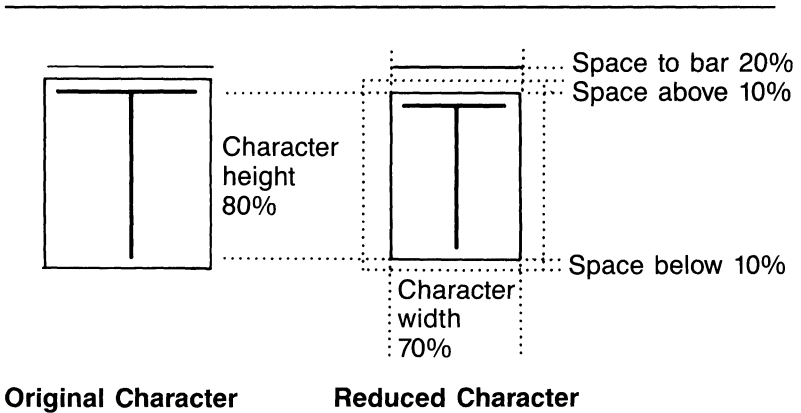 Space to bar 20%
Space above 10%
T
T
Character
height
80%
Space below 10%
Character
width
70%
Original Character
Reduced Character